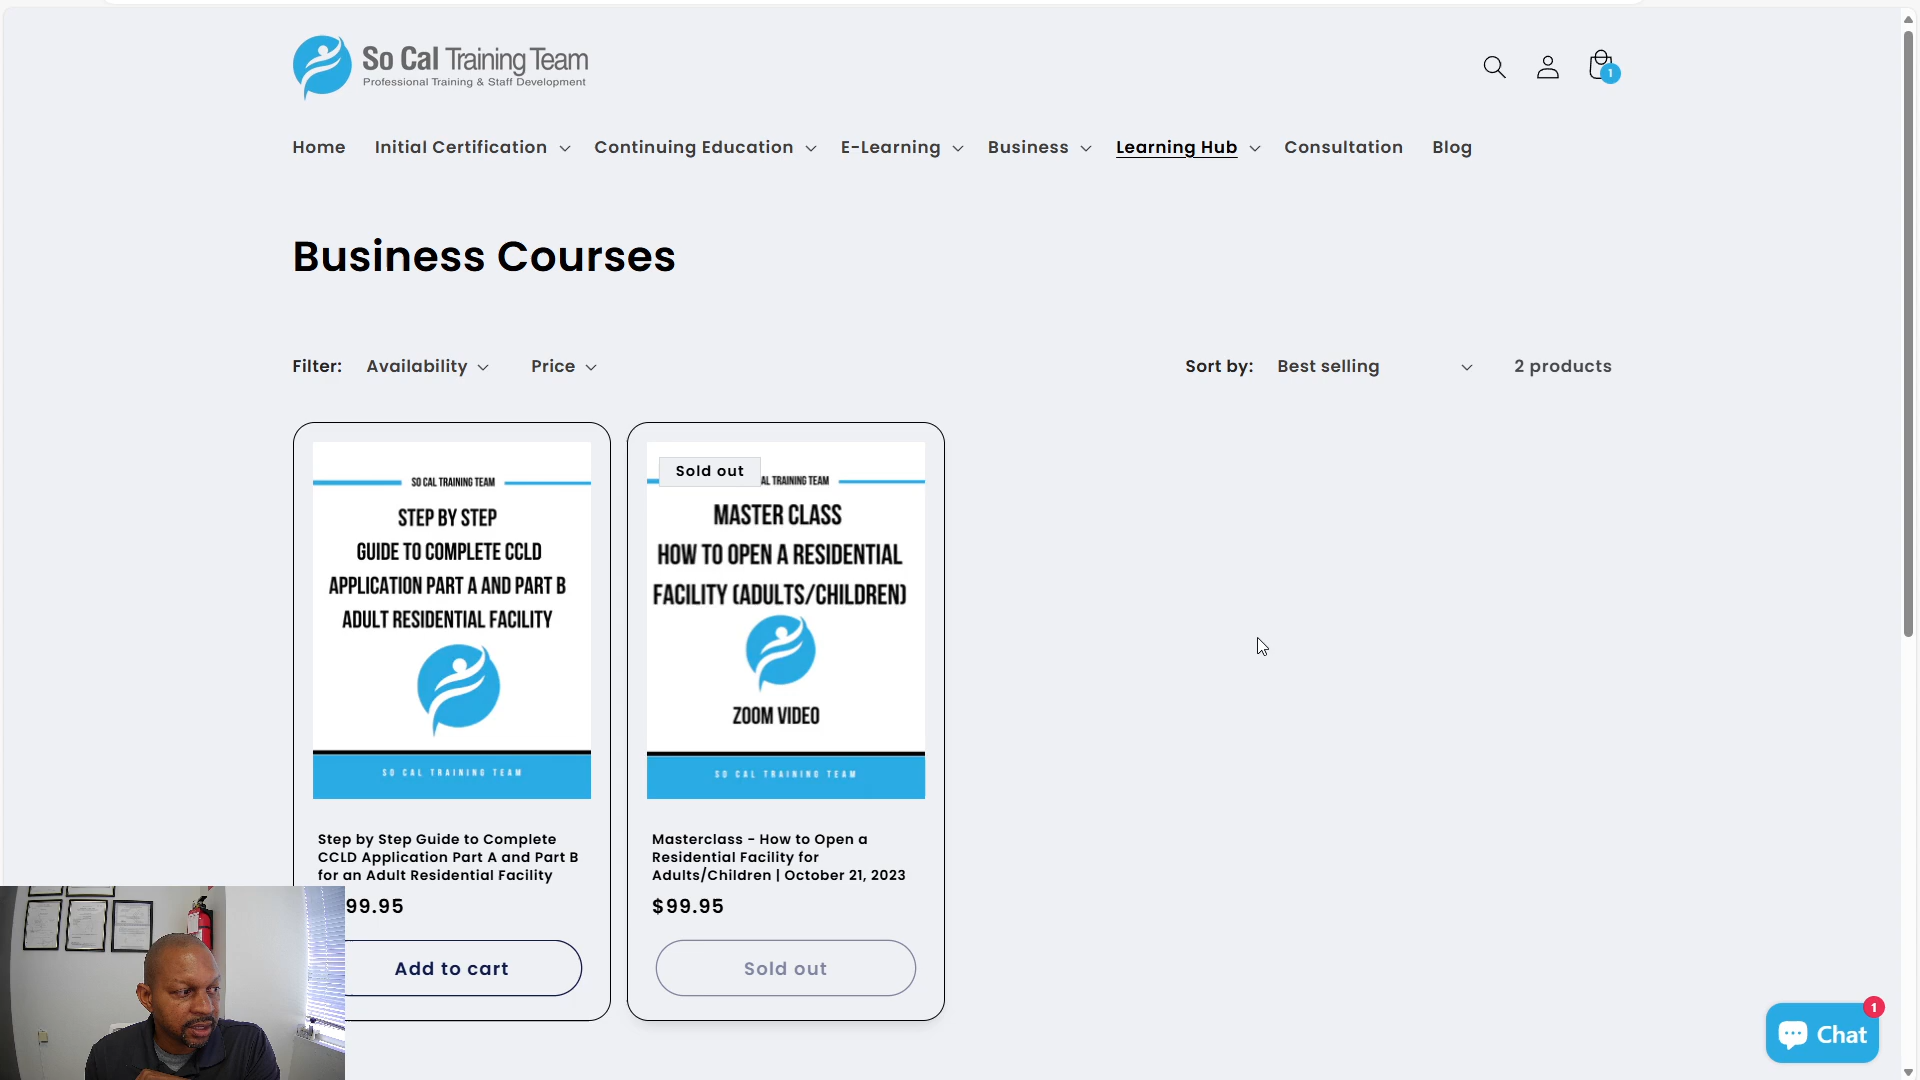 So Cal Training Team
Professional Training & Staff Development
1
Home Initial Certification Continuing Education E-Learning Business Learning Hub Consultation Blog
Business Courses
Filter: Availability Price
Sort by: Best selling 2 products
SO CAL TRAINING TEAM
STEP BY STEP
GUIDE TO COMPLETE CCLD
APPLICATION PART A AND PART B
ADULT RESIDENTIAL FACILITY
SO CAL TRAINING TEAM
Step by Step Guide to Complete
CCLD Application Part A and Part B
for an Adult Residential Facility
99.95
Add to cart
Sold out
AL TRAINING TEAM
MASTER CLASS
HOW TO OPEN A RESIDENTIAL
FACILITY (ADULTS/CHILDREN)
ZOOM VIDEO
SO CAL TRAINING TEAM
Masterclass - How to Open a
Residential Facility for
Adults/Children | October 21, 2023
$99.95
Sold out
1
Chat